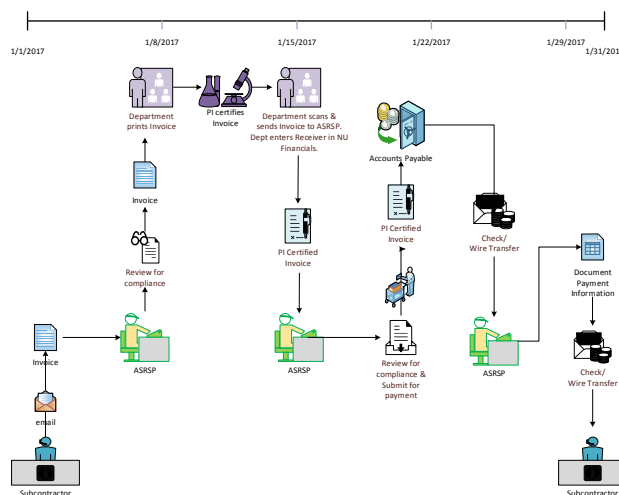 1/1/2017
1/8/2017
1/15/2017
1/22/2017
1/29/2017
1/31/2017
Department
prints Invoice
PI certifies
Invoice
Department scans &
sends Invoice to ASRSP.
Dept enters Receiver in NU
Financials.
Accounts Payable
Invoice
PI Certified
Invoice
PI Certified
Invoice
Check/
Wire Transfer
Review for
compliance
Document
Payment
Information
Invoice
ASRSP
ASRSP
Review for
compliance &
Submit for
payment
ASRSP
Check/
Wire Transfer
email
Subcontractor
Subcontractor